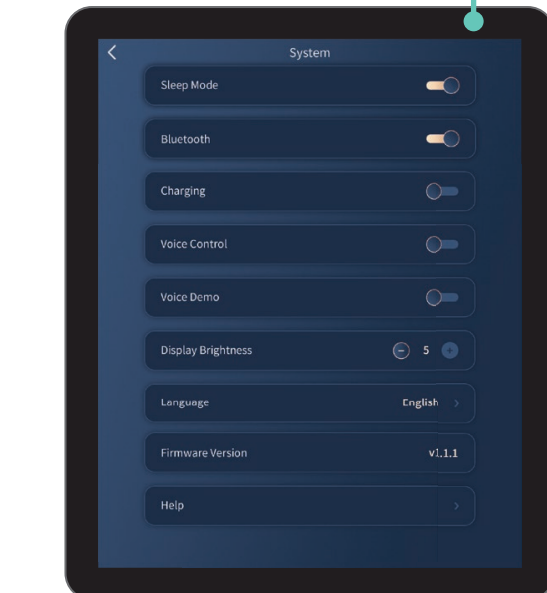 System
Sleep Mode
Bluetooth
Charging
Voice Control
Voice Demo
Display Brightness 5
Language English
Firmware Version v1.1.1
Help